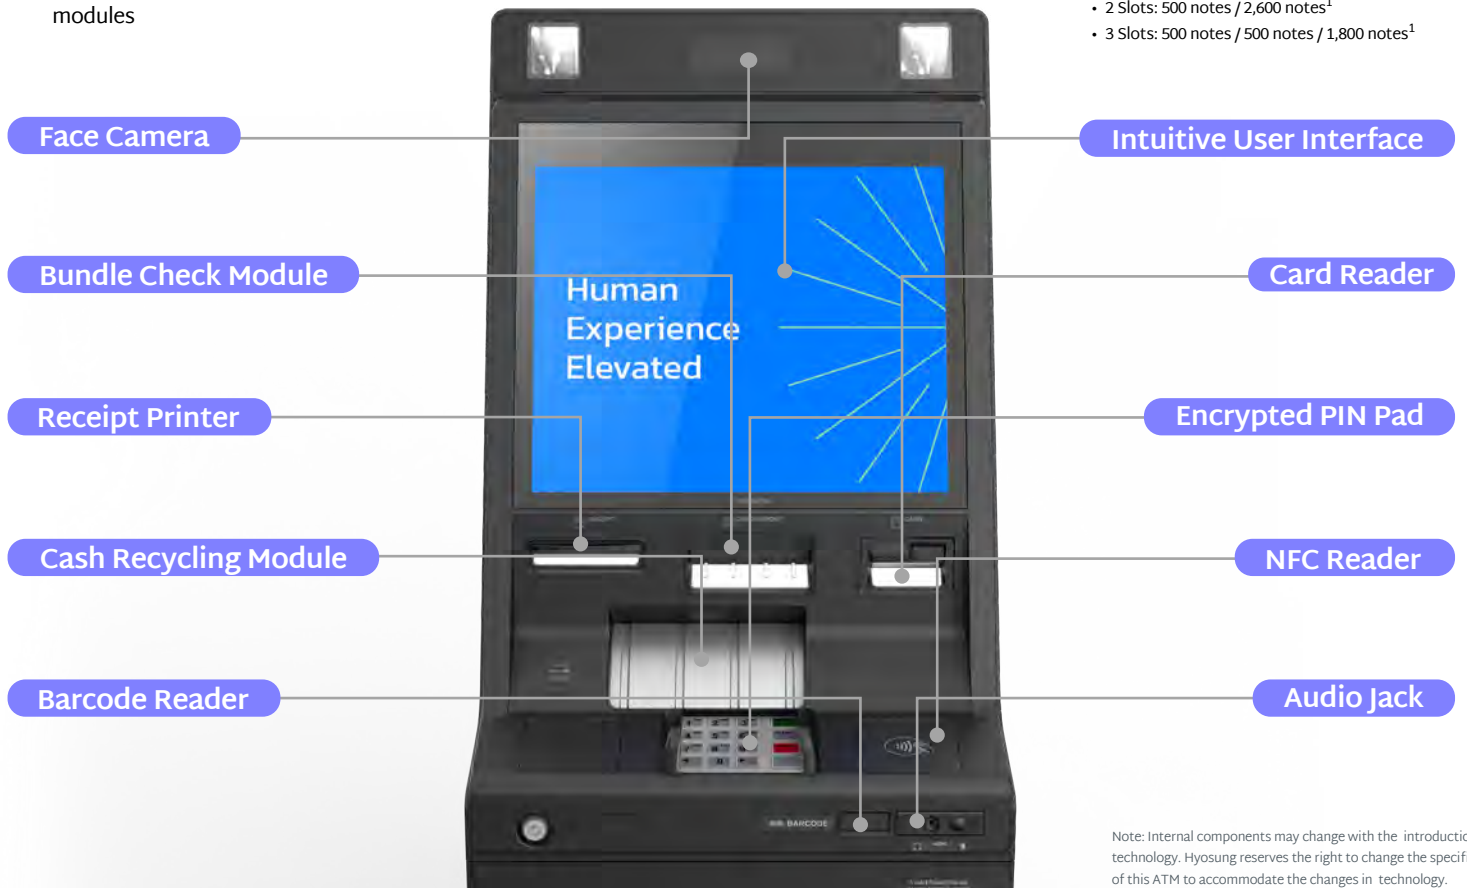 modules
• 2 Slots: 500 notes / 2,600 notes1
• 3 Slots: 500 notes / 500 notes / 1,800 notes1
Face Camera
Intuitive User Interface
Bundle Check Module
Card Reader
Human
Experience
Elevated
Receipt Printer
Encrypted PIN Pad
Cash Recycling Module
NFC Reader
Barcode Reader
Audio Jack
BARCODE
Note: Internal components may change with the introductio
technology. Hyosung reserves the right to change the specifi
of this ATM to accommodate the changes in technology.